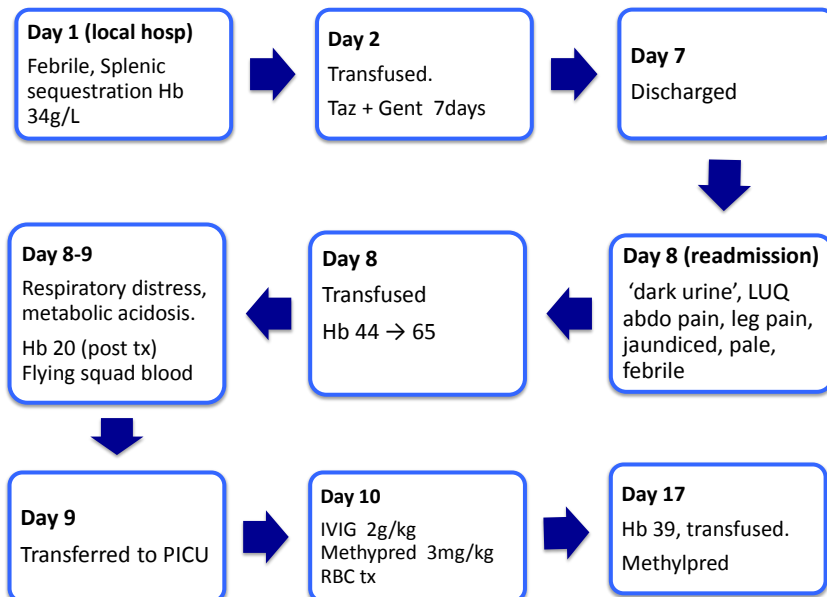 Day 1 (local hosp)
Febrile, Splenic
sequestration Hb
34g/L
Day 2
Transfused.
Taz + Gent 7days
Day 7
Discharged
Day 8 (readmission)
'dark urine', LUQ
abdo pain, leg pain,
jaundiced, pale,
febrile
Day 8
Transfused
Hb 44 → 65
Day 8-9
Respiratory distress,
metabolic acidosis.
Hb 20 (post tx)
Flying squad blood
Day 9
Transferred to PICU
Day 10
IVIG 2g/kg
Methypred 3mg/kg
RBC tx
Day 17
Hb 39, transfused.
Methylpred